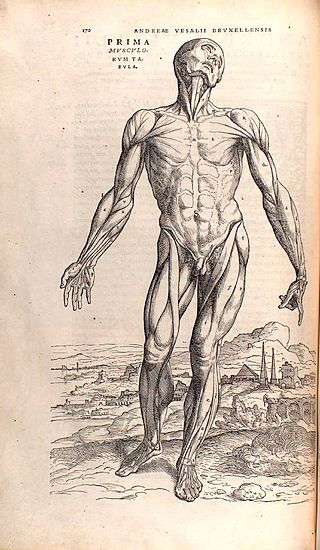 170 ANDREAE VESALII BRVXELLENSIS
PRIMA
MVSCVLO-
RVM TA-
BVLA.